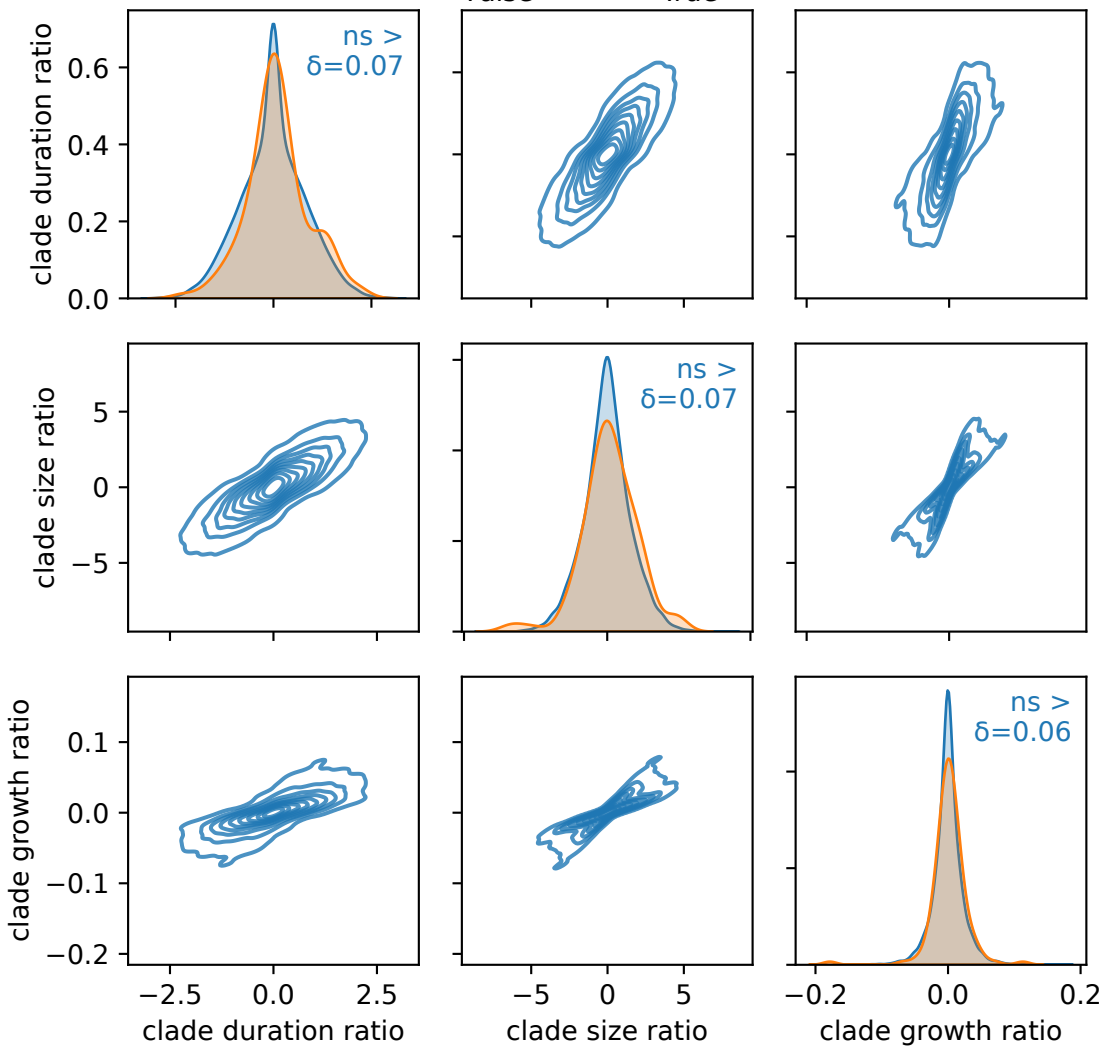 clade duration ratio
0.6
0.4
0.2
0.0
ns >
δ=0.07
clade size ratio
5
0
−5
ns >
δ=0.07
clade growth ratio
0.1
0.0
−0.1
−0.2
ns >
δ=0.06
−2.5 0.0 2.5
−5 0 5
−0.2 0.0 0.2
clade duration ratio
clade size ratio
clade growth ratio